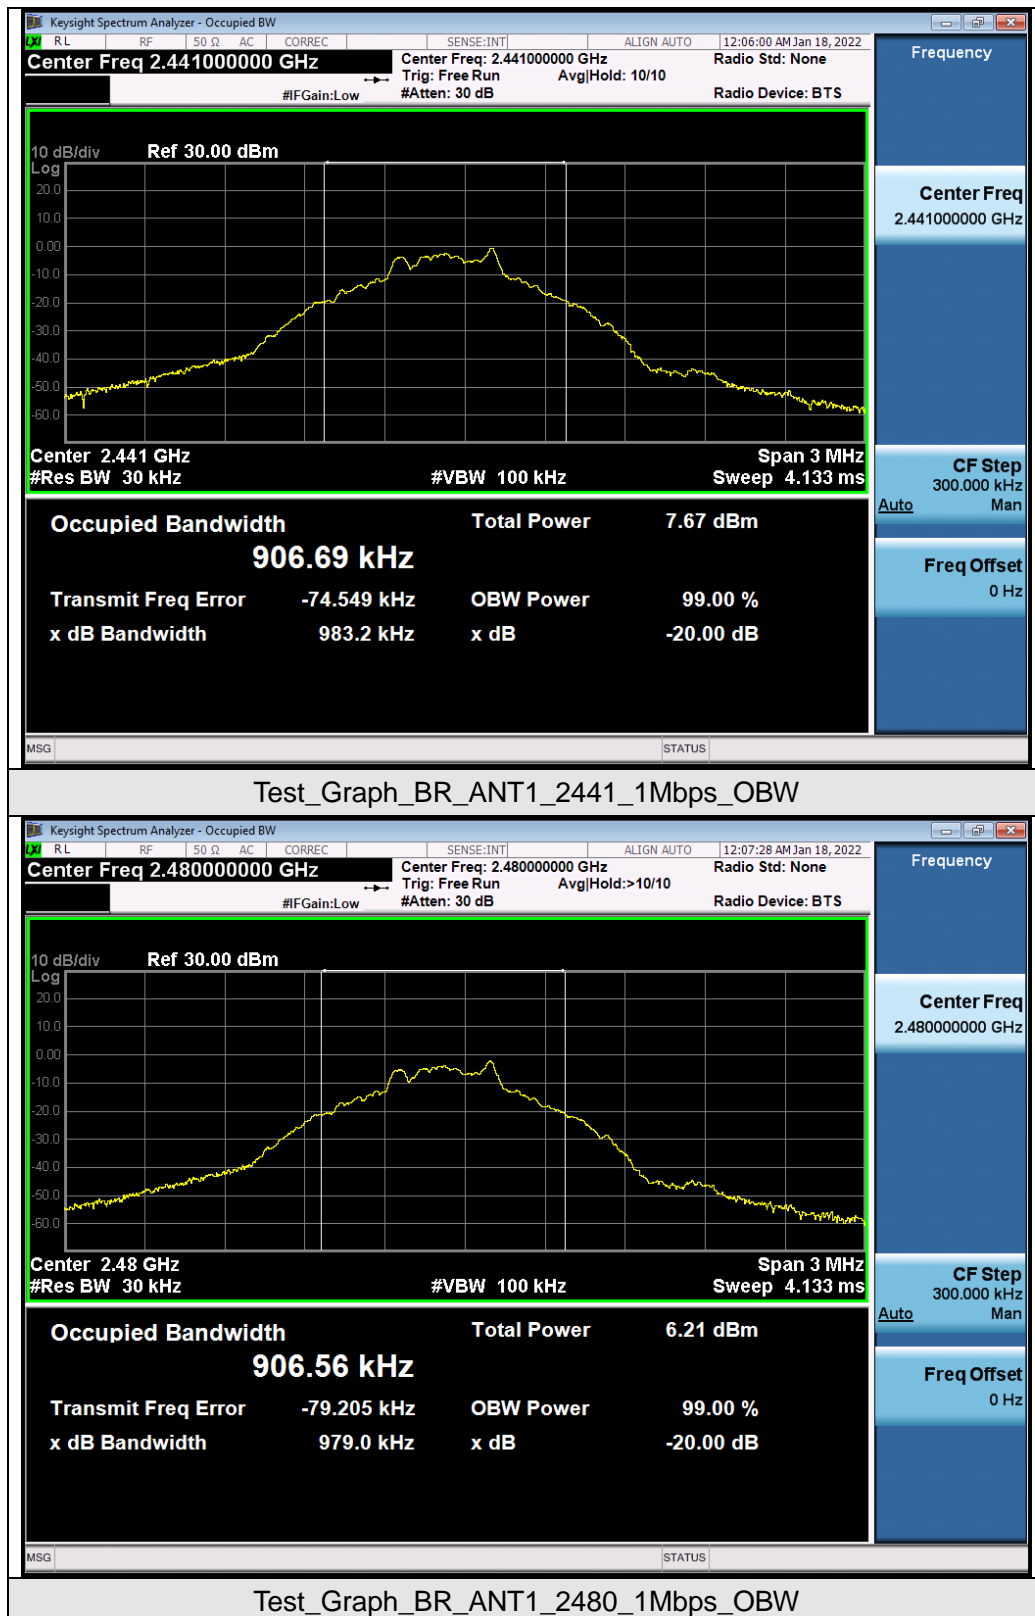 Keysight Spectrum Analyzer - Occupied BW
LXI RL RF 50 Ω AC CORREC SENSE:INT ALIGN AUTO 12:06:00 AM Jan 18, 2022
Center Freq 2.441000000 GHz
Center Freq: 2.441000000 GHz
Radio Std: None
Trig: Free Run Avg|Hold: 10/10
#IFGain:Low #Atten: 30 dB
Radio Device: BTS
Frequency
10 dB/div Ref 30.00 dBm
Log
20.0
10.0
0.00
-10.0
-20.0
-30.0
-40.0
-50.0
-60.0
Center 2.441 GHz Span 3 MHz
#Res BW 30 kHz #VBW 100 kHz Sweep 4.133 ms
Center Freq
2.441000000 GHz
CF Step
300.000 kHz
Auto Man
Freq Offset
0 Hz
Occupied Bandwidth Total Power 7.67 dBm
906.69 kHz
Transmit Freq Error -74.549 kHz OBW Power 99.00 %
x dB Bandwidth 983.2 kHz x dB -20.00 dB
MSG STATUS
Test_Graph_BR_ANT1_2441_1Mbps_OBW
Keysight Spectrum Analyzer - Occupied BW
LXI RL RF 50 Ω AC CORREC SENSE:INT ALIGN AUTO 12:07:28 AM Jan 18, 2022
Center Freq 2.480000000 GHz
Center Freq: 2.480000000 GHz
Radio Std: None
Trig: Free Run Avg|Hold:>10/10
#IFGain:Low #Atten: 30 dB
Radio Device: BTS
Frequency
10 dB/div Ref 30.00 dBm
Log
20.0
10.0
0.00
-10.0
-20.0
-30.0
-40.0
-50.0
-60.0
Center 2.48 GHz Span 3 MHz
#Res BW 30 kHz #VBW 100 kHz Sweep 4.133 ms
Center Freq
2.480000000 GHz
CF Step
300.000 kHz
Auto Man
Freq Offset
0 Hz
Occupied Bandwidth Total Power 6.21 dBm
906.56 kHz
Transmit Freq Error -79.205 kHz OBW Power 99.00 %
x dB Bandwidth 979.0 kHz x dB -20.00 dB
MSG STATUS
Test_Graph_BR_ANT1_2480_1Mbps_OBW